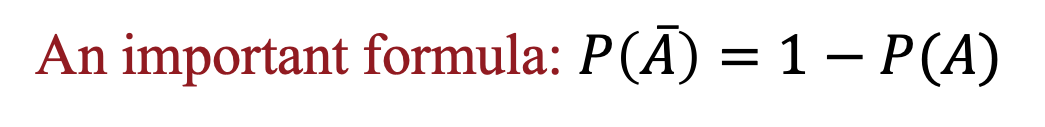 An important formula: P(Ā) = 1 − P(A)